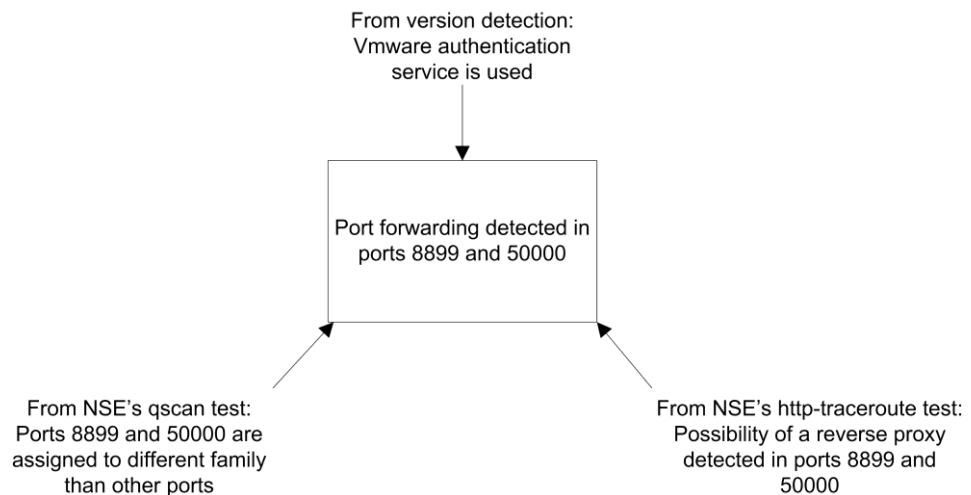 From version detection:
Vmware authentication
service is used
Port forwarding detected in
ports 8899 and 50000
From NSE's qscan test:
Ports 8899 and 50000 are
assigned to different family
than other ports
From NSE's http-traceroute test:
Possibility of a reverse proxy
detected in ports 8899 and
50000